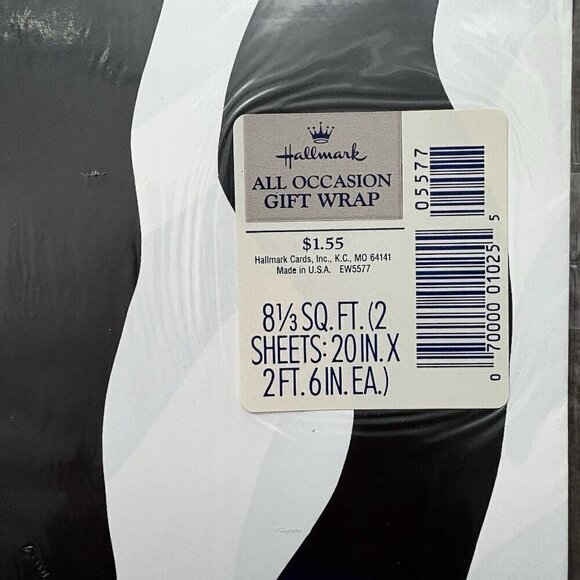 Hallmark
ALL OCCASION
GIFT WRAP
$1.55
Hallmark Cards, Inc., K.C., MO 64141
Made in U.S.A. EW5577
8⅓ SQ. FT. (2
SHEETS: 20 IN. X
2 FT. 6 IN. EA.)
05577
0 70000 01025 5